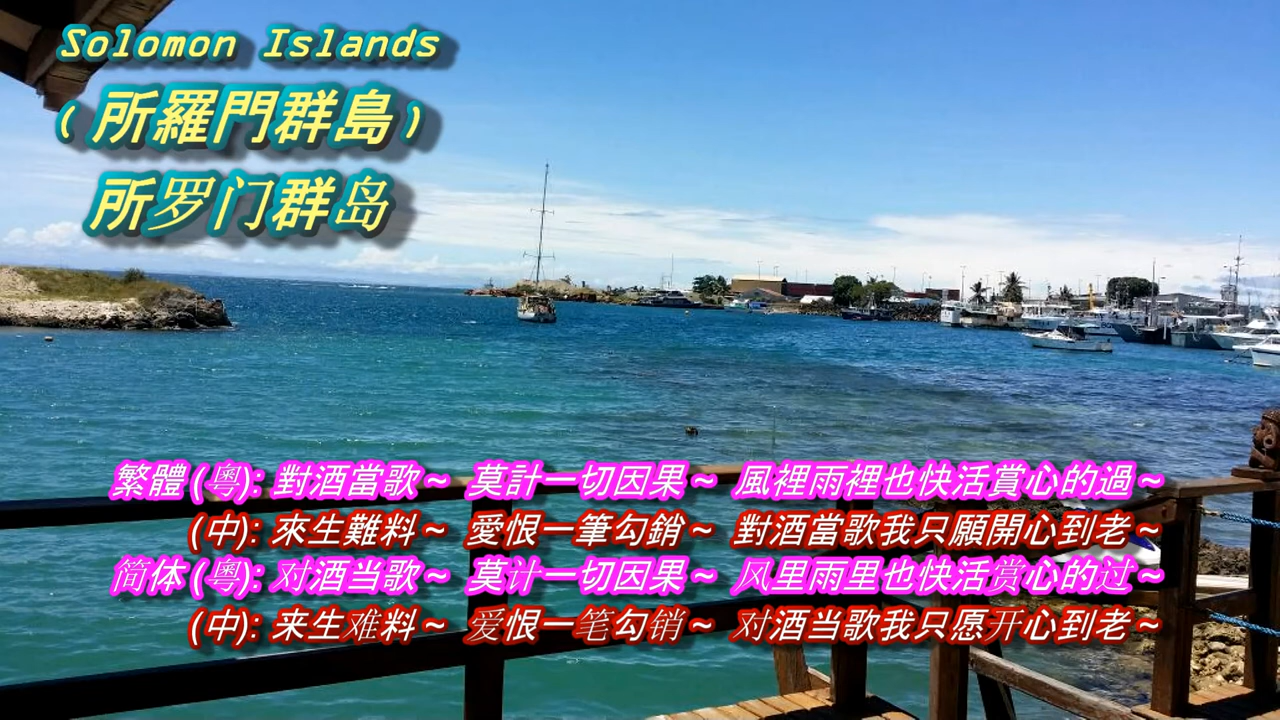 Solomon Islands
(所羅門群島)
所罗门群岛
繁體(粵): 對酒當歌~ 莫計一切因果~ 風裡雨裡也快活賞心的過~
(中): 來生難料~ 愛恨一筆勾銷~ 對酒當歌我只願開心到老~
简体(粵): 对酒当歌~ 莫计一切因果~ 风里雨里也快活赏心的过~
(中): 来生难料~ 爱恨一笔勾销~ 对酒当歌我只愿开心到老~